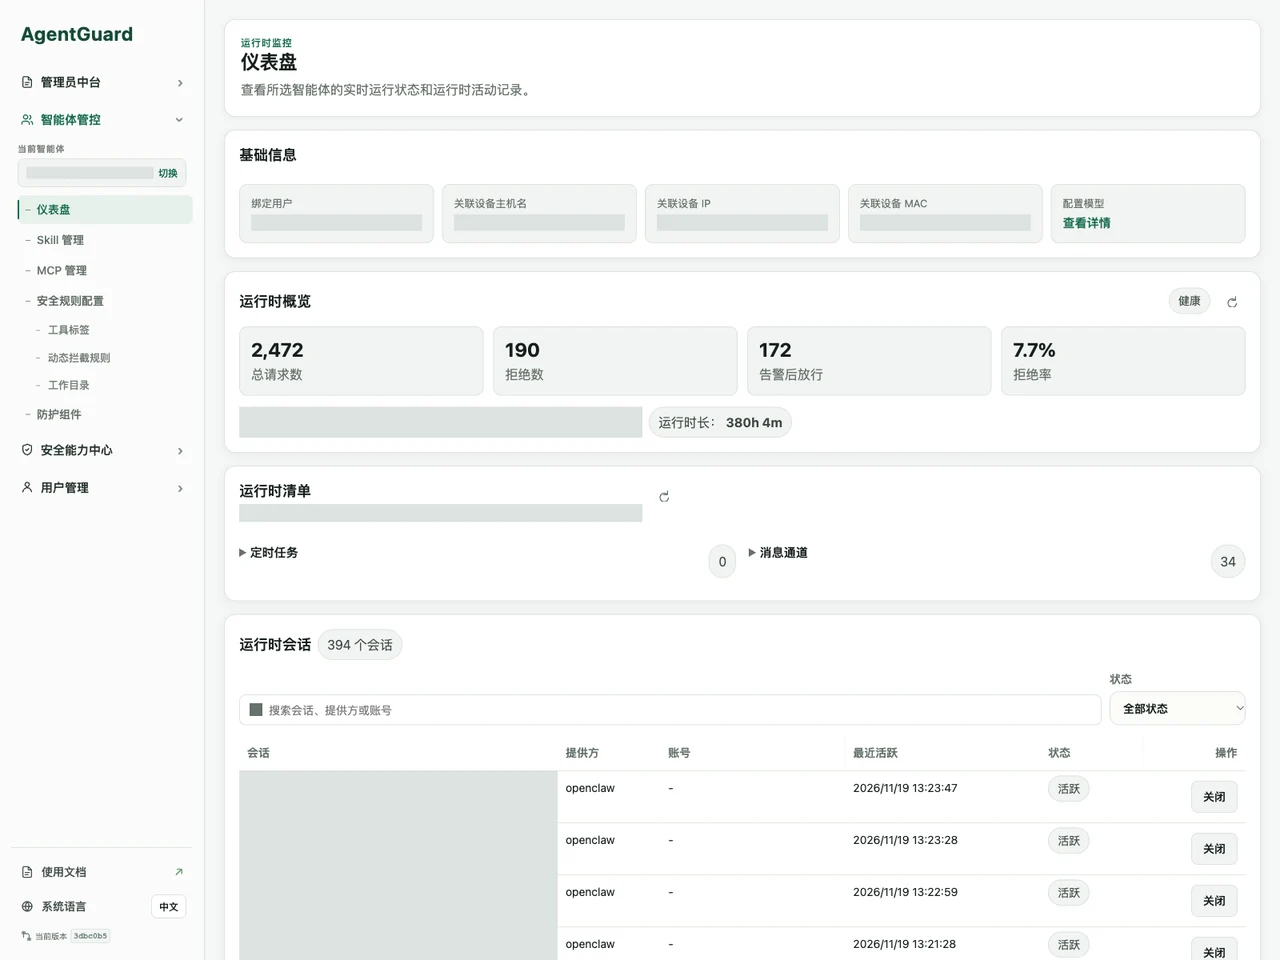 AgentGuard
管理员中台
智能体管控
当前智能体
切换
仪表盘
Skill 管理
MCP 管理
安全规则配置
工具标签
动态拦截规则
工作目录
防护组件
安全能力中心
用户管理
使用文档
系统语言 中文
当前版本 3dbc0b5
运行时监控
仪表盘
查看所选智能体的实时运行状态和运行时活动记录。
基础信息
绑定用户 关联设备主机名 关联设备 IP 关联设备 MAC 配置模型
查看详情
运行时概览 健康
2,472 190 172 7.7%
总请求数 拒绝数 告警后放行 拒绝率
运行时长： 380h 4m
运行时清单
定时任务 0 消息通道 34
运行时会话 394 个会话
状态
搜索会话、提供方或账号 全部状态
会话 提供方 账号 最近活跃 状态 操作
openclaw - 2026/11/19 13:23:47 活跃 关闭
openclaw - 2026/11/19 13:23:28 活跃 关闭
openclaw - 2026/11/19 13:22:59 活跃 关闭
openclaw - 2026/11/19 13:21:28 活跃 关闭